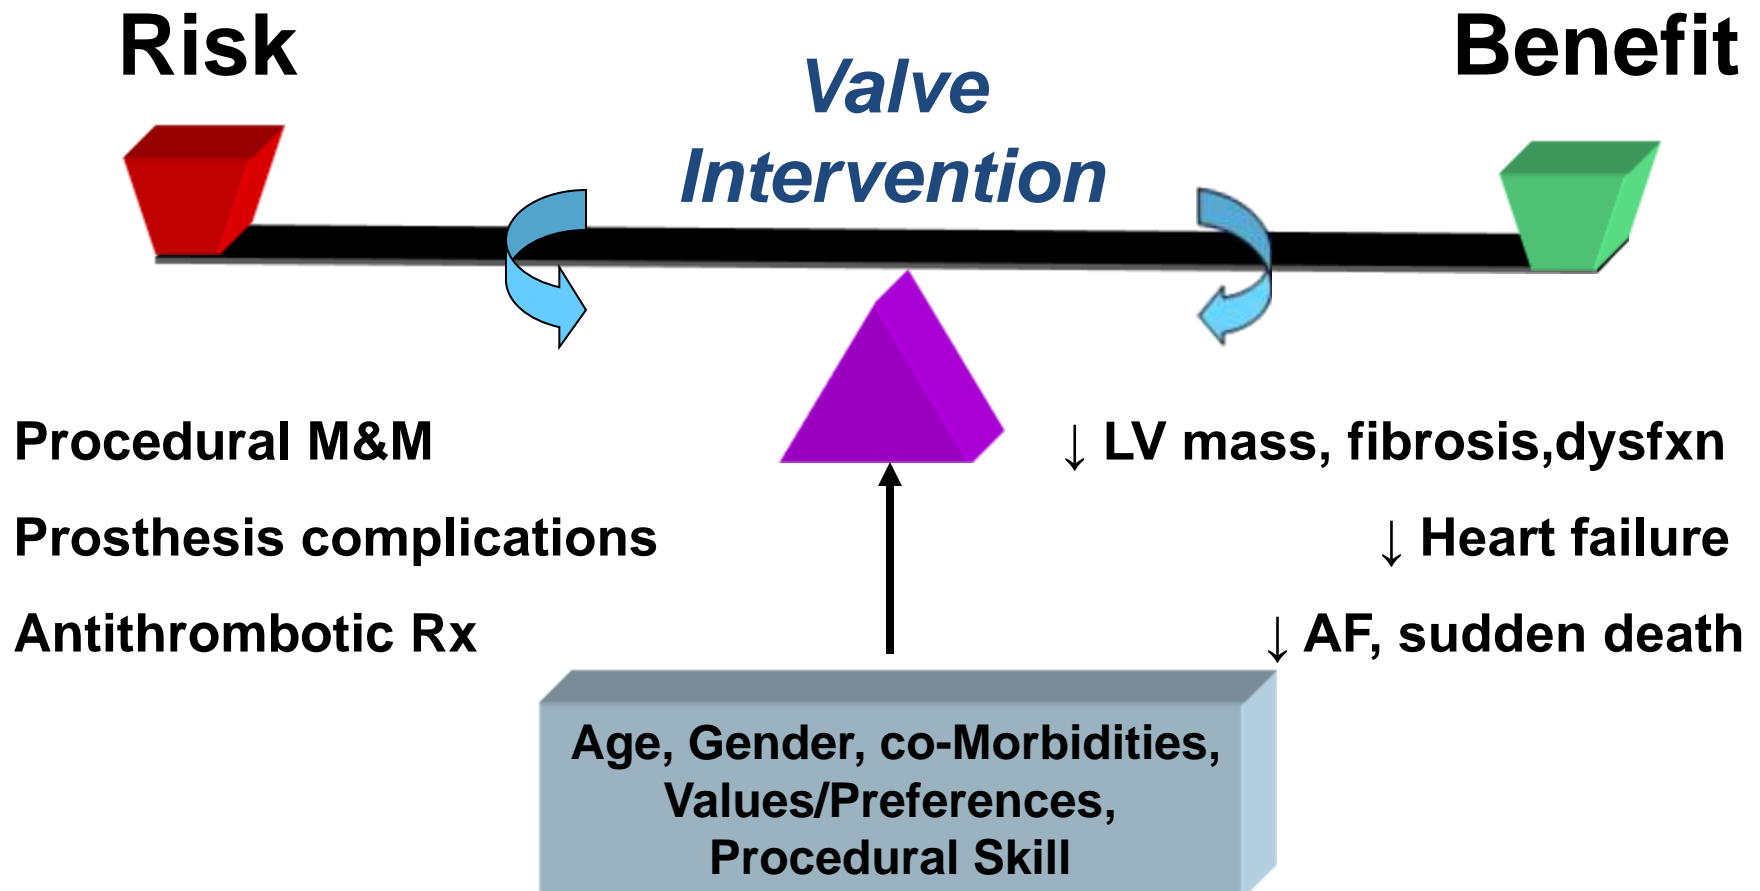 Risk
Benefit
Valve
Intervention
Procedural M&M
Prosthesis complications
Antithrombotic Rx
↓ LV mass, fibrosis,dysfxn
↓ Heart failure
↓ AF, sudden death
Age, Gender, co-Morbidities,
Values/Preferences,
Procedural Skill